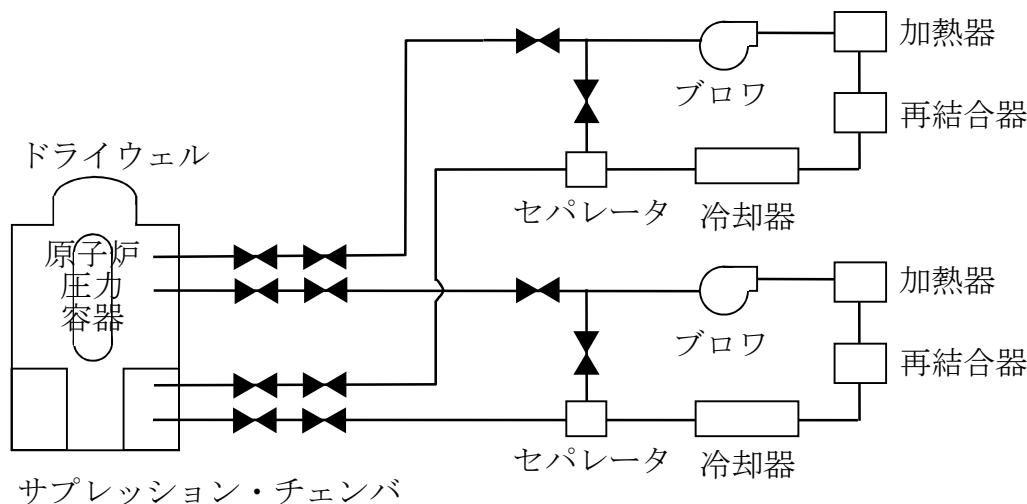 加熱器
ブロワ
再結合器
ドライウェル
セパレータ
冷却器
原子炉
圧力
容器
加熱器
ブロワ
再結合器
セパレータ
冷却器
サプレッション・チェンバ